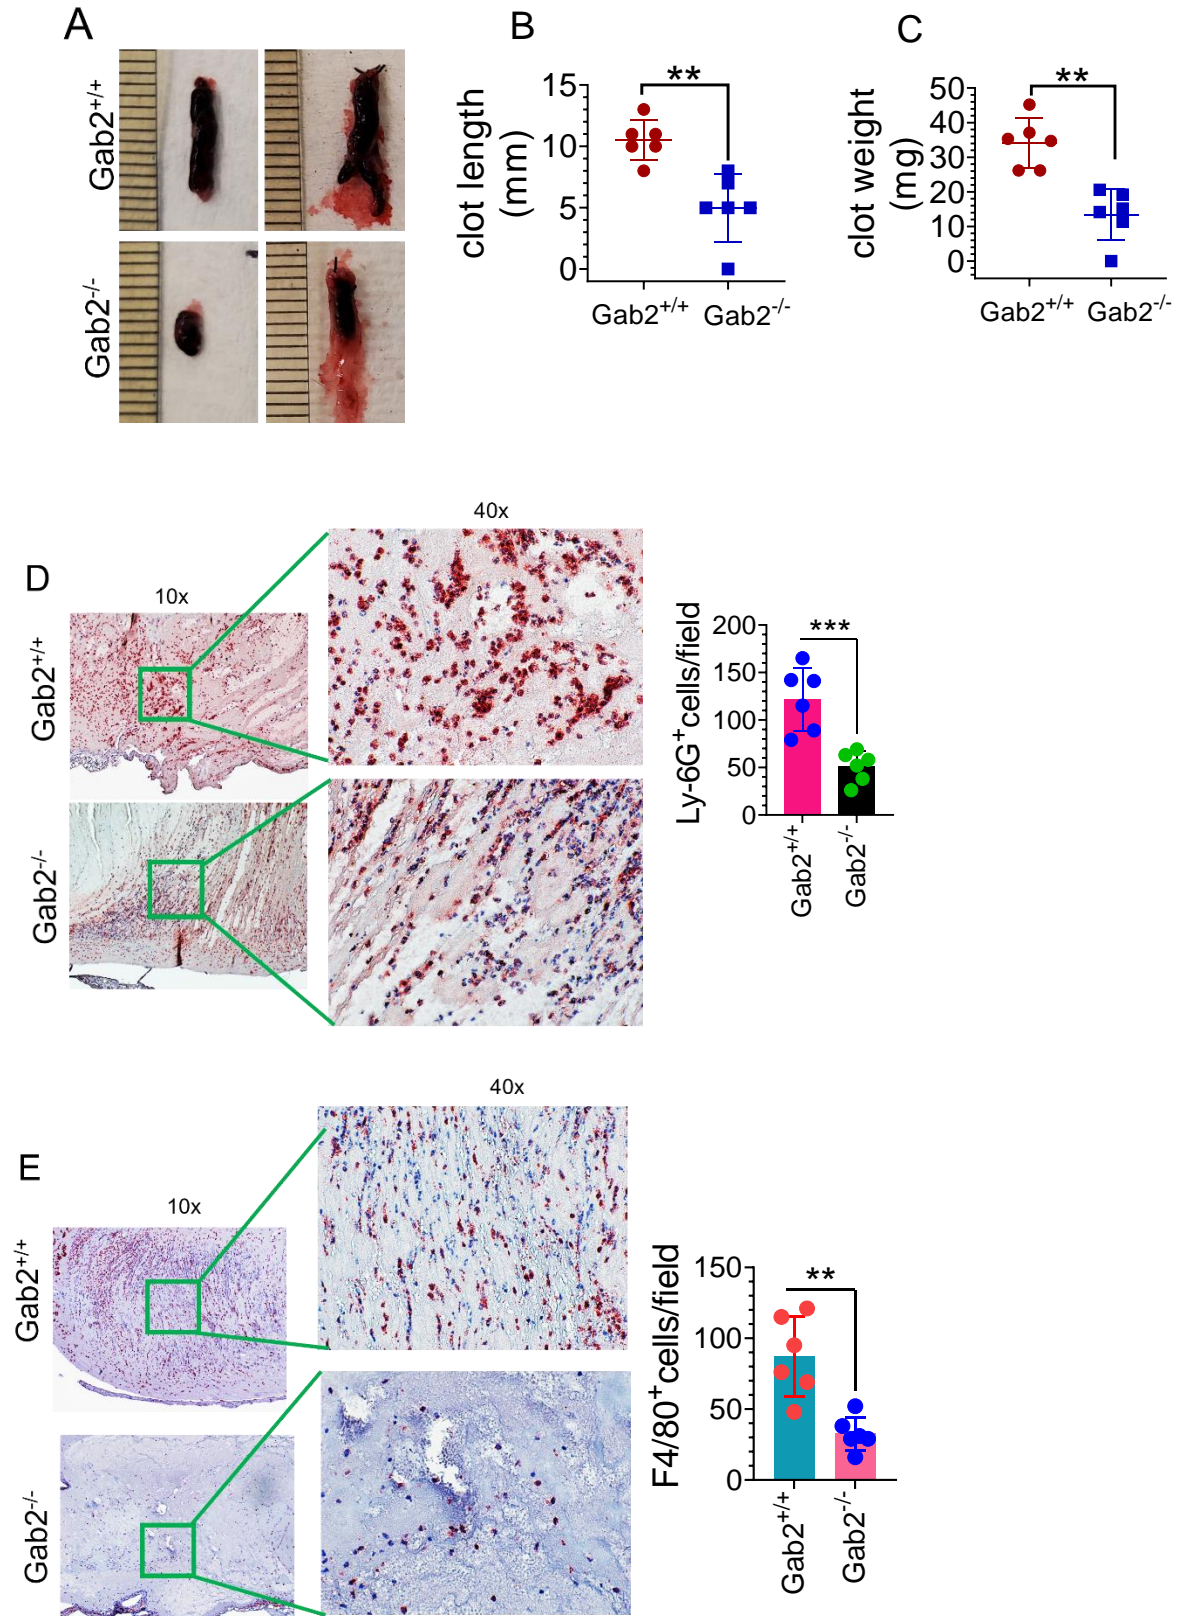 A
Gab2+/+
Gab2-/-
B
clot length
(mm)
15
10
5
0
**
Gab2+/+
Gab2-/-
C
clot weight
(mg)
50
40
30
20
10
0
**
Gab2+/+
Gab2-/-
D
10x
40x
Gab2+/+
Gab2-/-
Ly-6G+cells/field
200
150
100
50
0
***
Gab2+/+
Gab2-/-
E
10x
40x
Gab2+/+
Gab2-/-
F4/80+cells/field
150
100
50
0
**
Gab2+/+
Gab2-/-